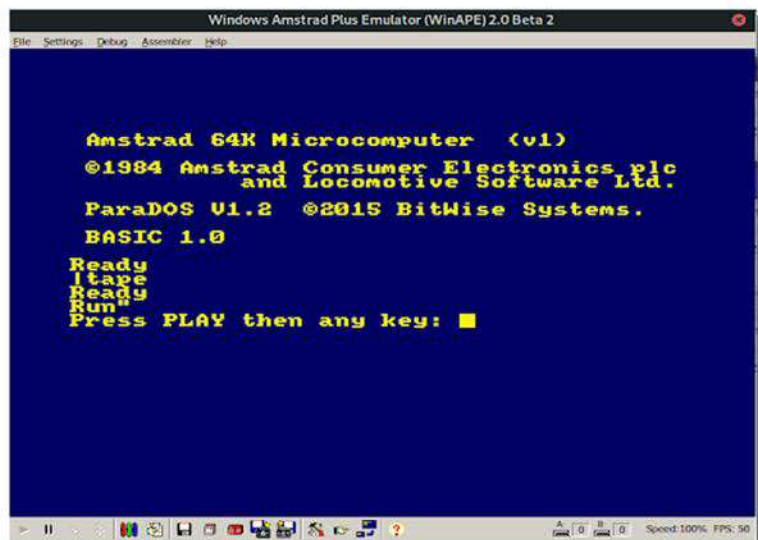 Windows Amstrad Plus Emulator (WinAPE) 2.0 Beta 2
File Settings Debug Assembler Help
Amstrad 64K Microcomputer (v1)
©1984 Amstrad Consumer Electronics plc
and Locomotive Software Ltd.
ParaDOS V1.2 ©2015 BitWise Systems.
BASIC 1.0
Ready
|tape
Ready
Run"
Press PLAY then any key:
A 0 B 0 Speed:100% FPS: 50